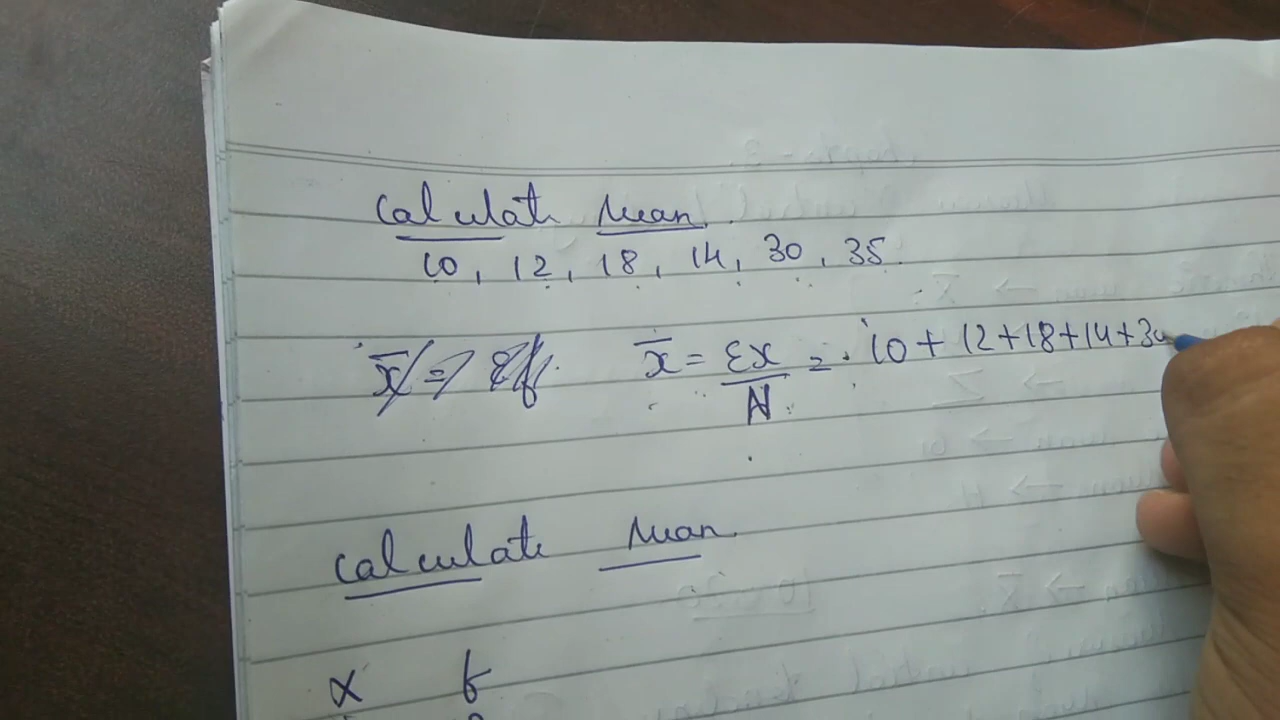 Calculate Mean.
10, 12, 18, 14, 30, 35.
x̄ = Σx/N = 10 + 12 + 18 + 14 + 30
Calculate Mean.
x f